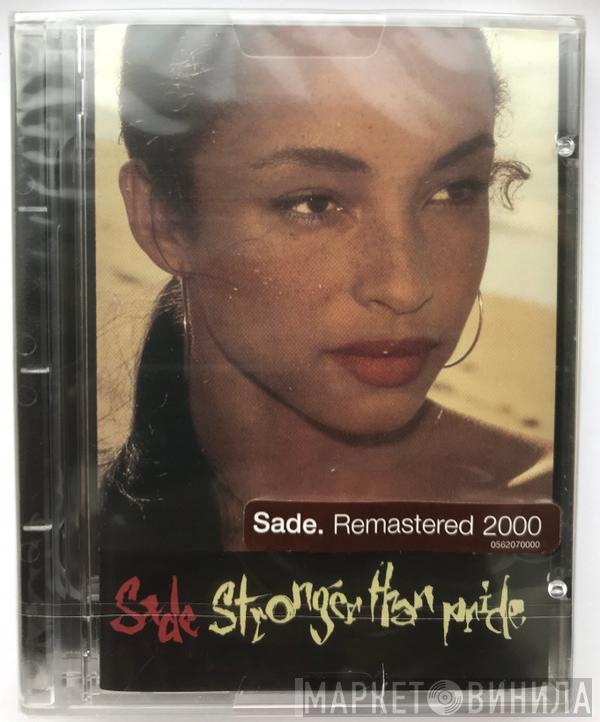 Sade. Remastered 2000
0562070000
Sade Stronger than pride
МАРКЕТ ВИНИЛА